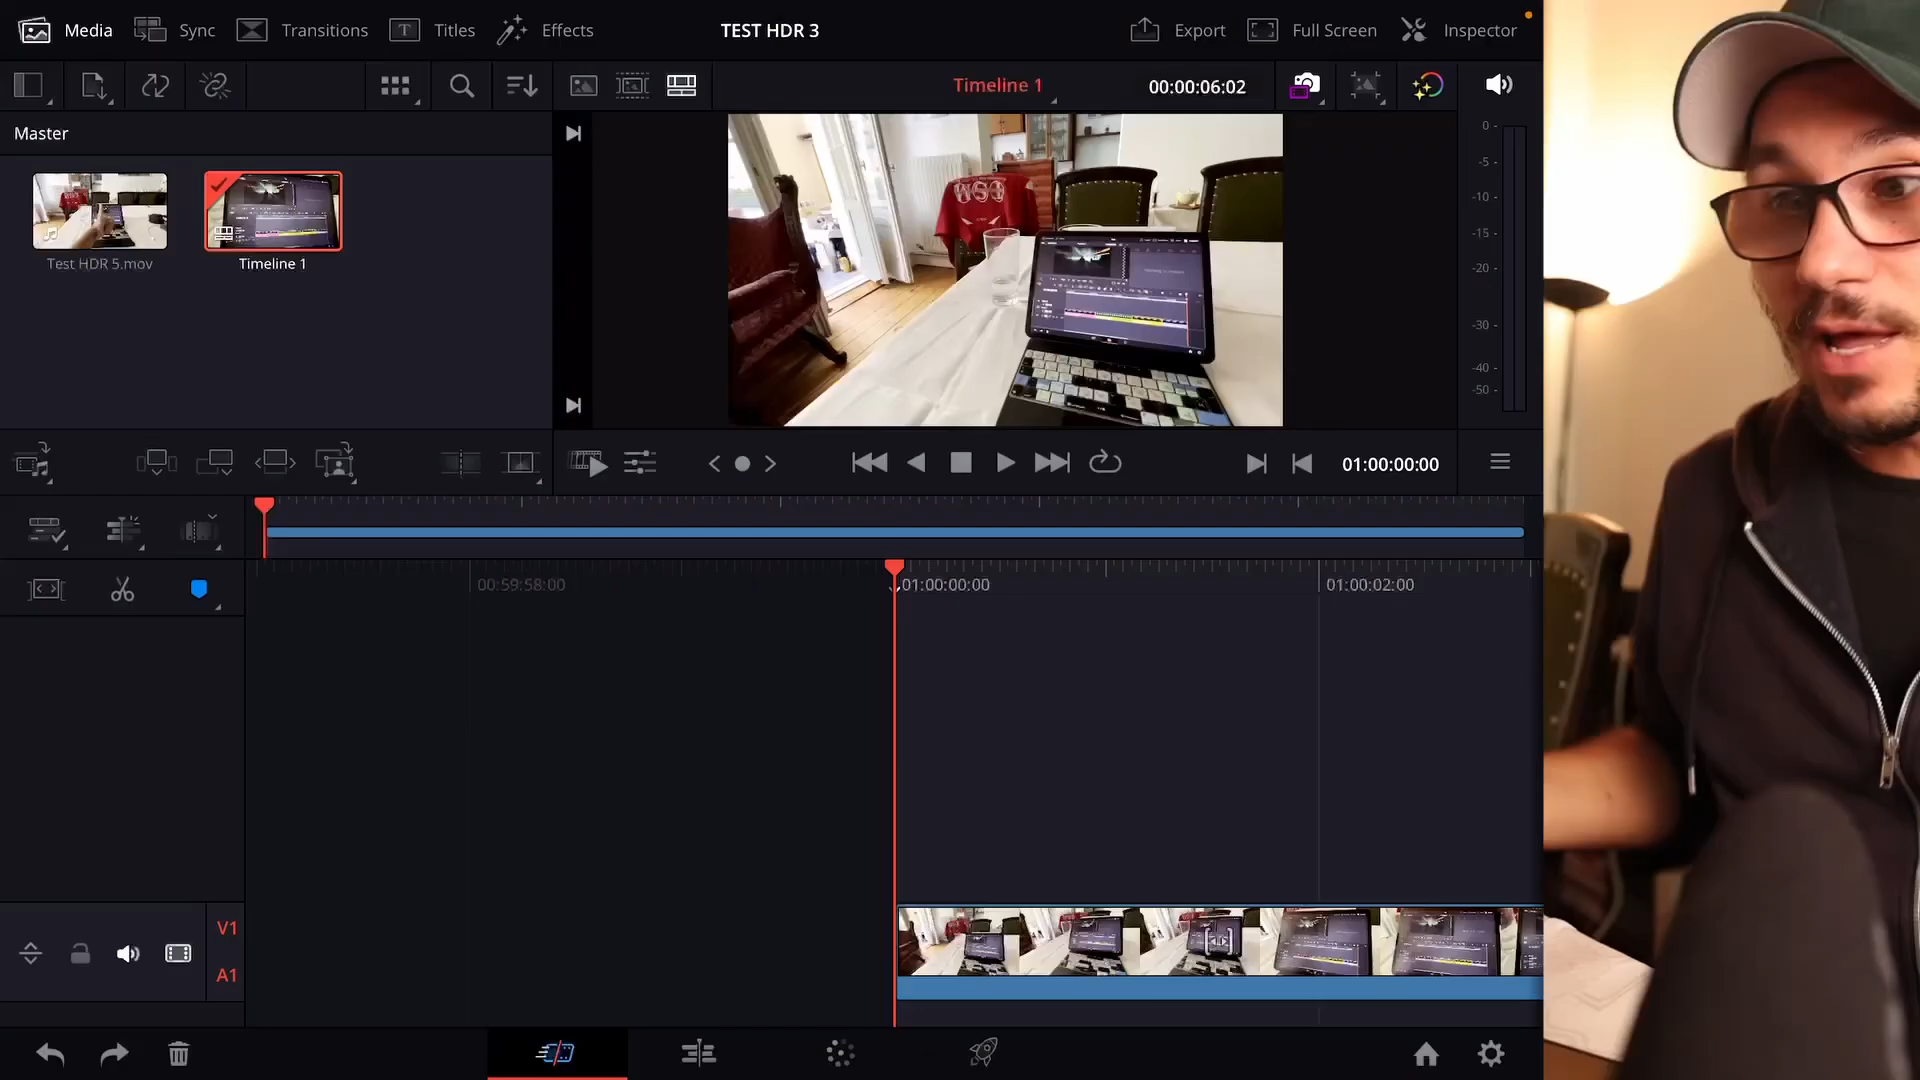 Media
Sync
Transitions
Titles
Effects
TEST HDR 3
Export
Full Screen
Inspector
Timeline 1
00:00:06:02
Master
Test HDR 5.mov
Timeline 1
0
-5
-10
-15
-20
-30
-40
-50
01:00:00:00
00:59:58:00
01:00:00:00
01:00:02:00
V1
A1